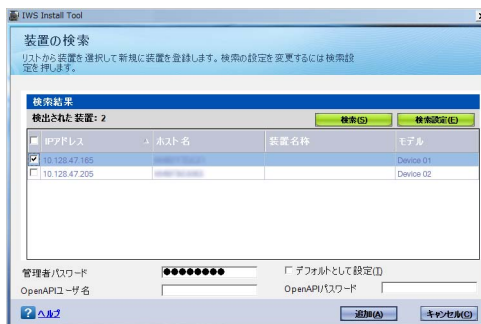 IWS Install Tool
装置の検索
リストから装置を選択して新規に装置を登録します。検索の設定を変更するには検索設
定を押します。
検索結果
検出された装置: 2
検索(S) 検索設定(E)
IPアドレス ホスト名 装置名称 モデル
10.128.47.165 Device 01
10.128.47.205 Device 02
管理者パスワード ●●●●●●●● デフォルトとして設定(T)
OpenAPIユーザ名 OpenAPIパスワード
ヘルプ 追加(A) キャンセル(C)